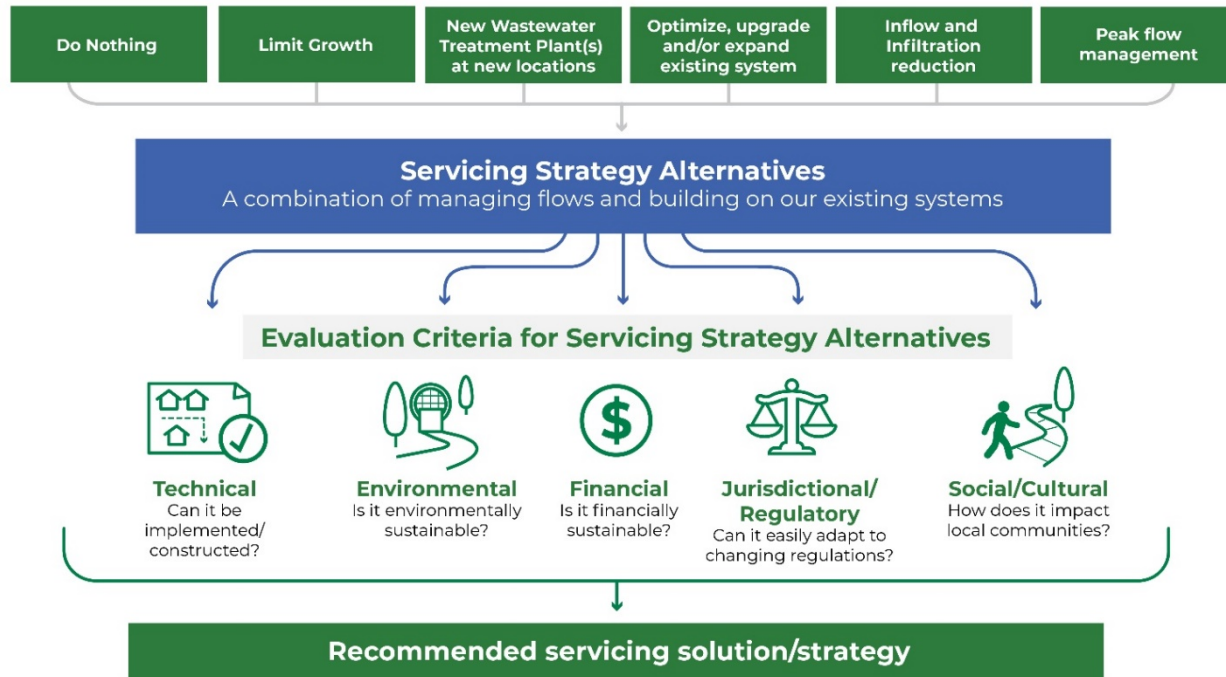 Do Nothing
Limit Growth
New Wastewater
Treatment Plant(s)
at new locations
Optimize, upgrade
and/or expand
existing system
Inflow and
Infiltration
reduction
Peak flow
management
Servicing Strategy Alternatives
A combination of managing flows and building on our existing systems
Evaluation Criteria for Servicing Strategy Alternatives
$
Technical
Can it be
implemented/
constructed?
Environmental
Is it environmentally
sustainable?
Financial
Is it financially
sustainable?
Jurisdictional/
Regulatory
Can it easily adapt to
changing regulations?
Social/Cultural
How does it impact
local communities?
Recommended servicing solution/strategy